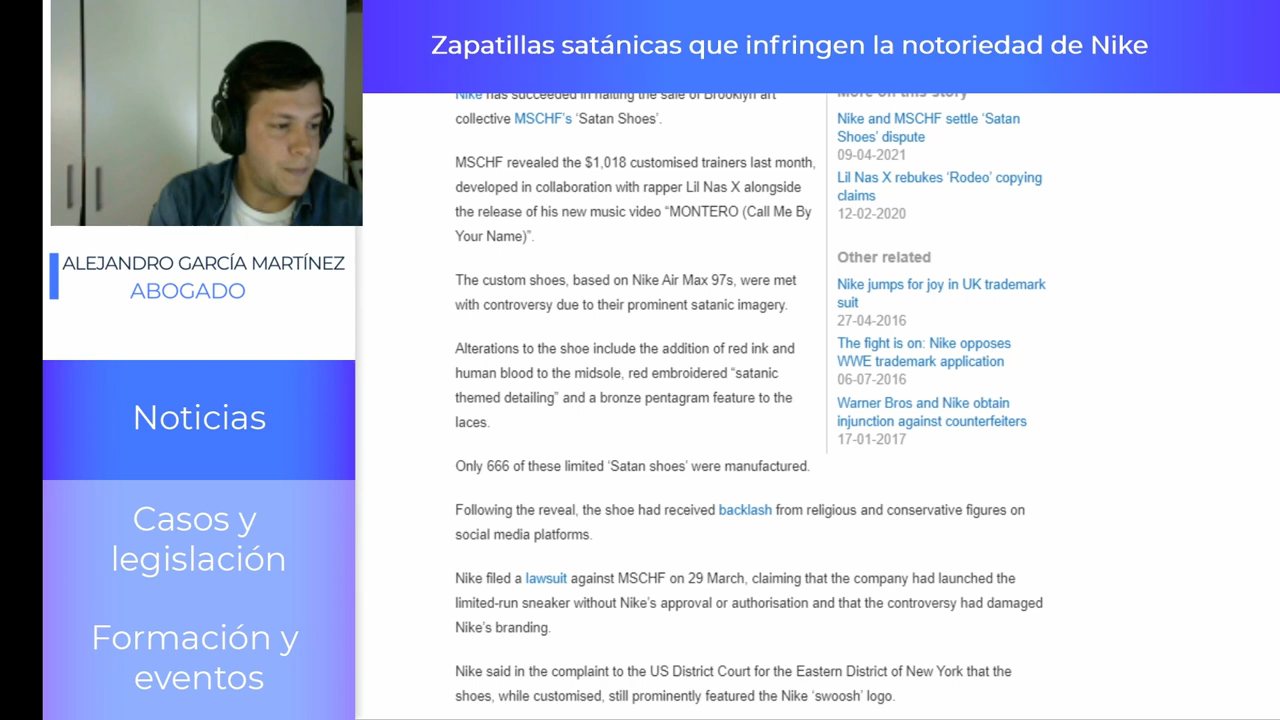 Zapatillas satánicas que infringen la notoriedad de Nike
ALEJANDRO GARCÍA MARTÍNEZ
ABOGADO
Noticias
Casos y
legislación
Formación y
eventos
Nike has succeeded in halting the sale of Brooklyn art
collective MSCHF's ‘Satan Shoes’.
MSCHF revealed the $1,018 customised trainers last month,
developed in collaboration with rapper Lil Nas X alongside
the release of his new music video “MONTERO (Call Me By
Your Name)”.
The custom shoes, based on Nike Air Max 97s, were met
with controversy due to their prominent satanic imagery.
Alterations to the shoe include the addition of red ink and
human blood to the midsole, red embroidered “satanic
themed detailing” and a bronze pentagram feature to the
laces.
Only 666 of these limited ‘Satan shoes’ were manufactured.
Following the reveal, the shoe had received backlash from religious and conservative figures on
social media platforms.
Nike filed a lawsuit against MSCHF on 29 March, claiming that the company had launched the
limited-run sneaker without Nike’s approval or authorisation and that the controversy had damaged
Nike’s branding.
Nike said in the complaint to the US District Court for the Eastern District of New York that the
shoes, while customised, still prominently featured the Nike ‘swoosh’ logo.
More on this story
Nike and MSCHF settle ‘Satan
Shoes’ dispute
09-04-2021
Lil Nas X rebukes ‘Rodeo’ copying
claims
12-02-2020
Other related
Nike jumps for joy in UK trademark
suit
27-04-2016
The fight is on: Nike opposes
WWE trademark application
06-07-2016
Warner Bros and Nike obtain
injunction against counterfeiters
17-01-2017